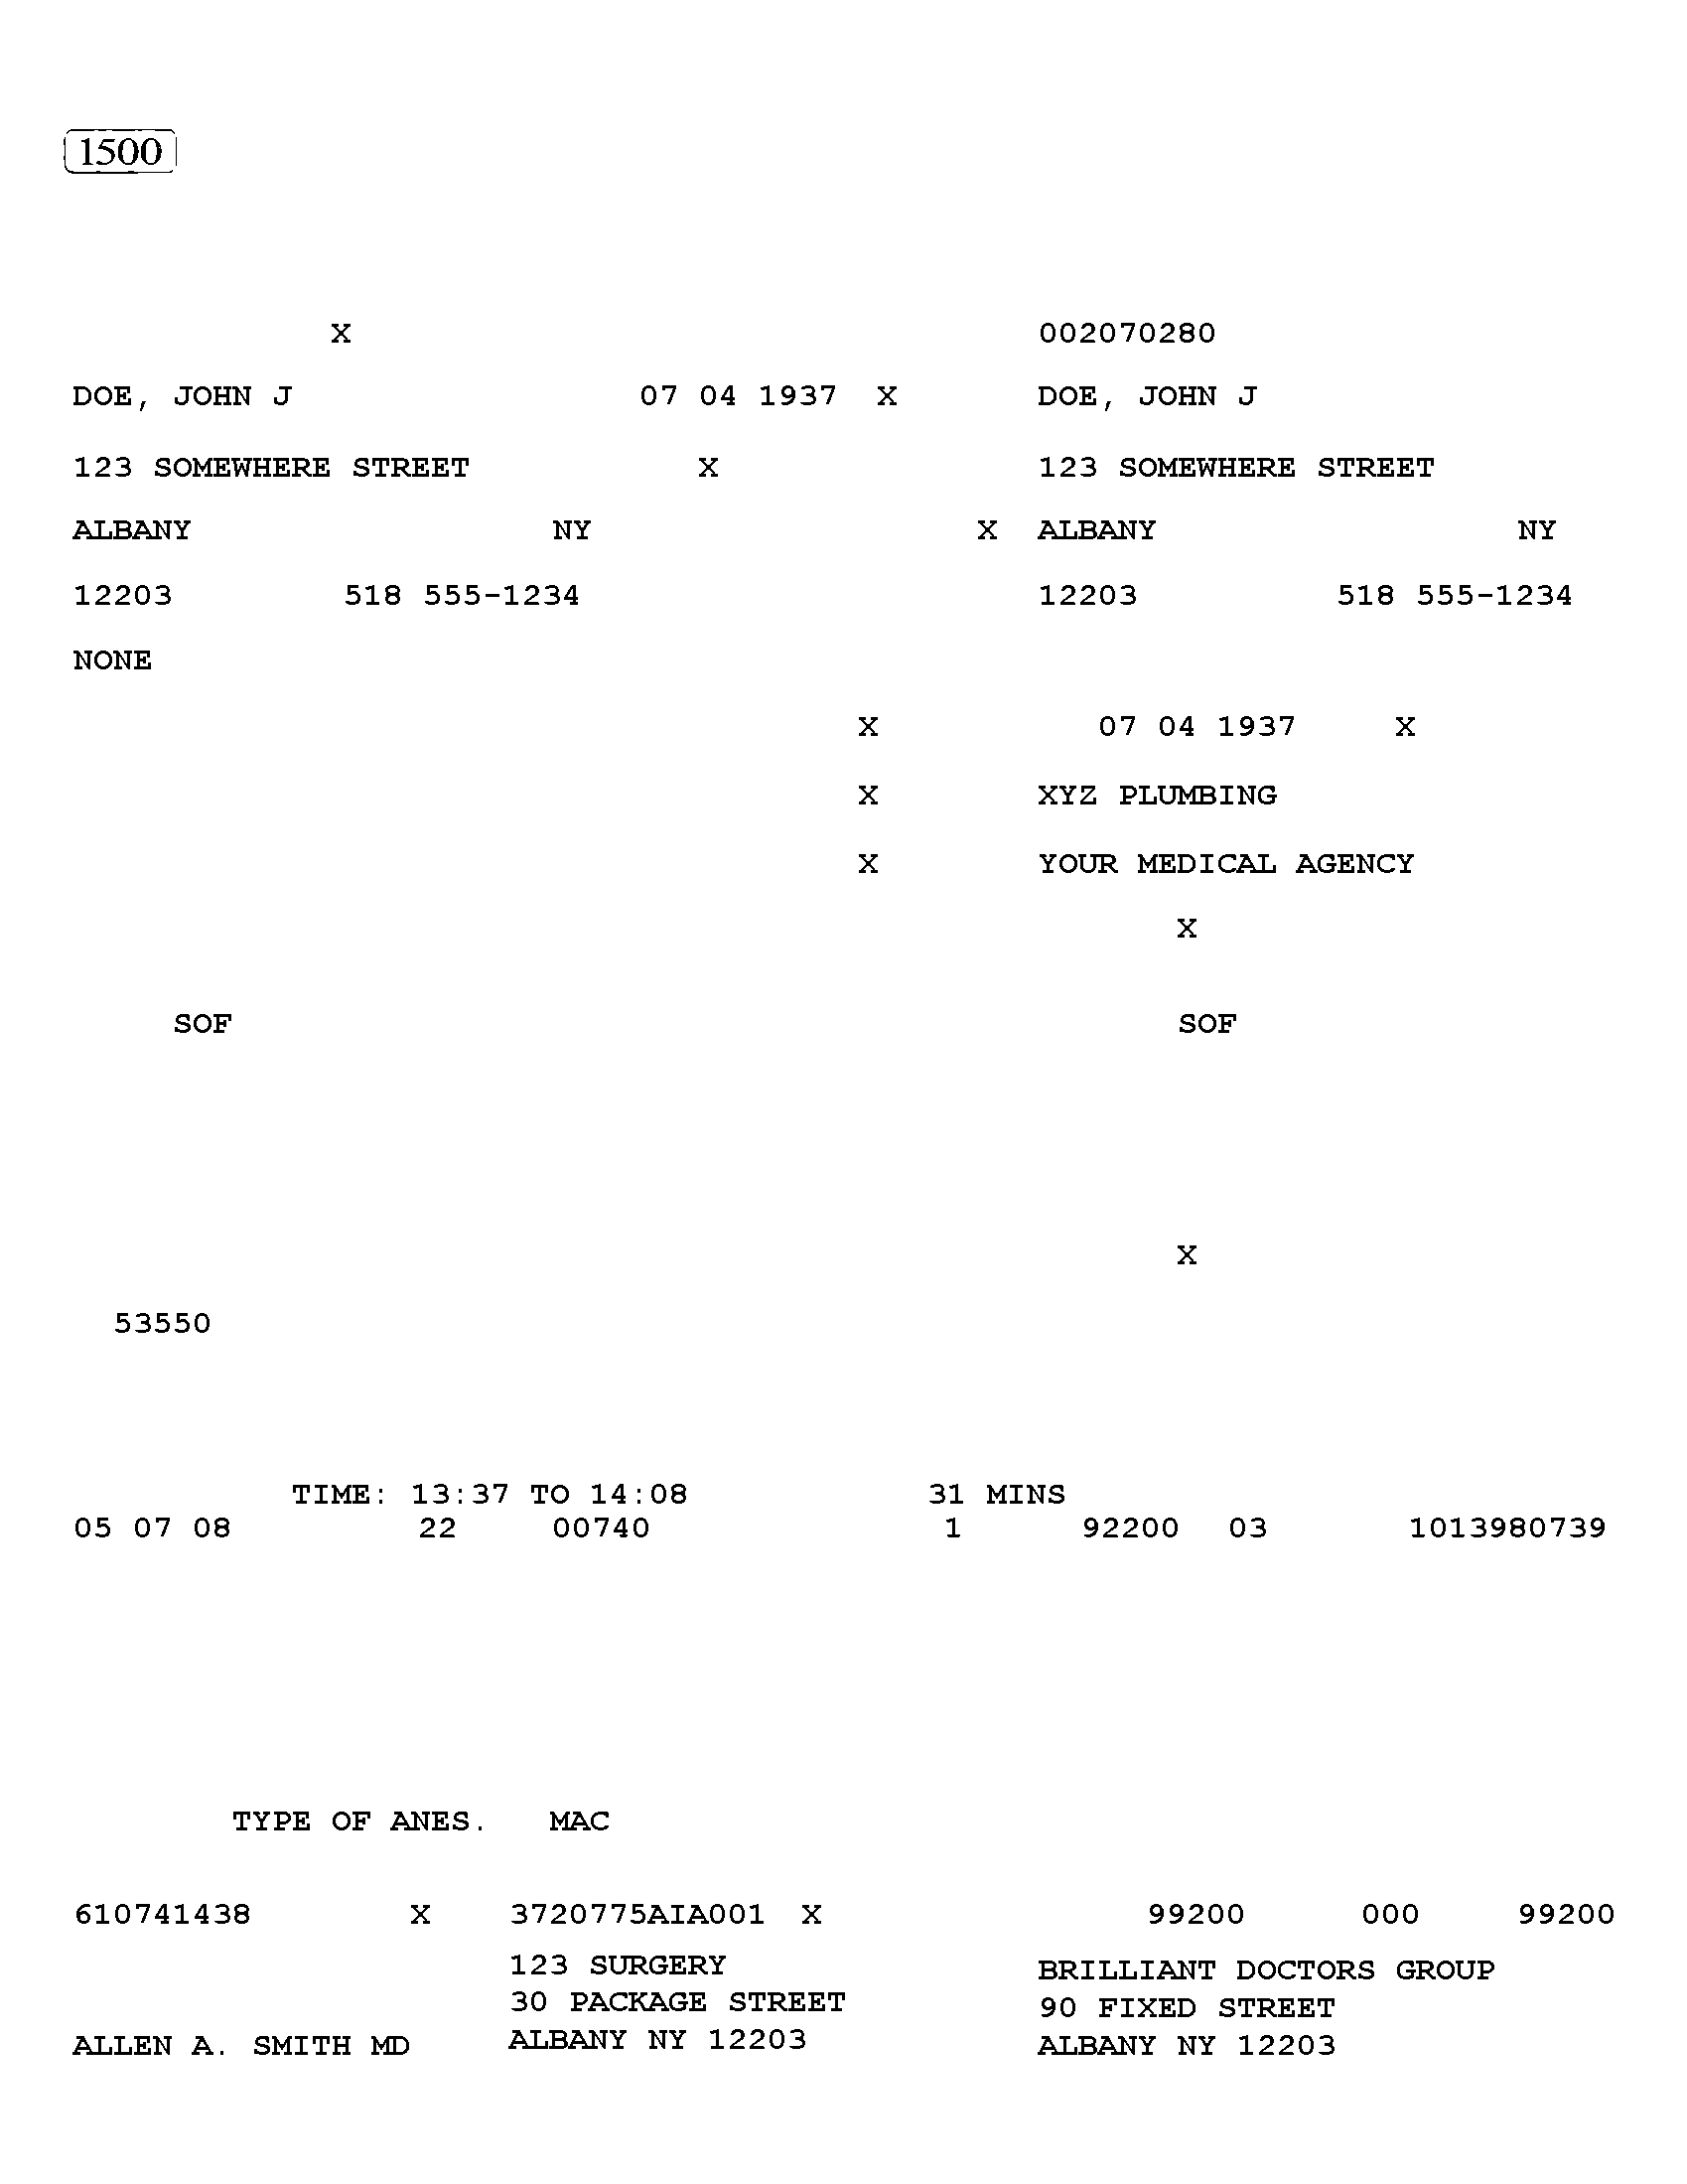 1500
X 002070280
DOE, JOHN J 07 04 1937 X DOE, JOHN J
123 SOMEWHERE STREET X 123 SOMEWHERE STREET
ALBANY NY X ALBANY NY
12203 518 555-1234 12203 518 555-1234
NONE
X 07 04 1937 X
X XYZ PLUMBING
X YOUR MEDICAL AGENCY
X
SOF SOF
X
53550
TIME: 13:37 TO 14:08 31 MINS
05 07 08 22 00740 1 92200 03 1013980739
TYPE OF ANES. MAC
610741438 X 3720775AIA001 X 99200 000 99200
123 SURGERY BRILLIANT DOCTORS GROUP
30 PACKAGE STREET 90 FIXED STREET
ALLEN A. SMITH MD ALBANY NY 12203 ALBANY NY 12203